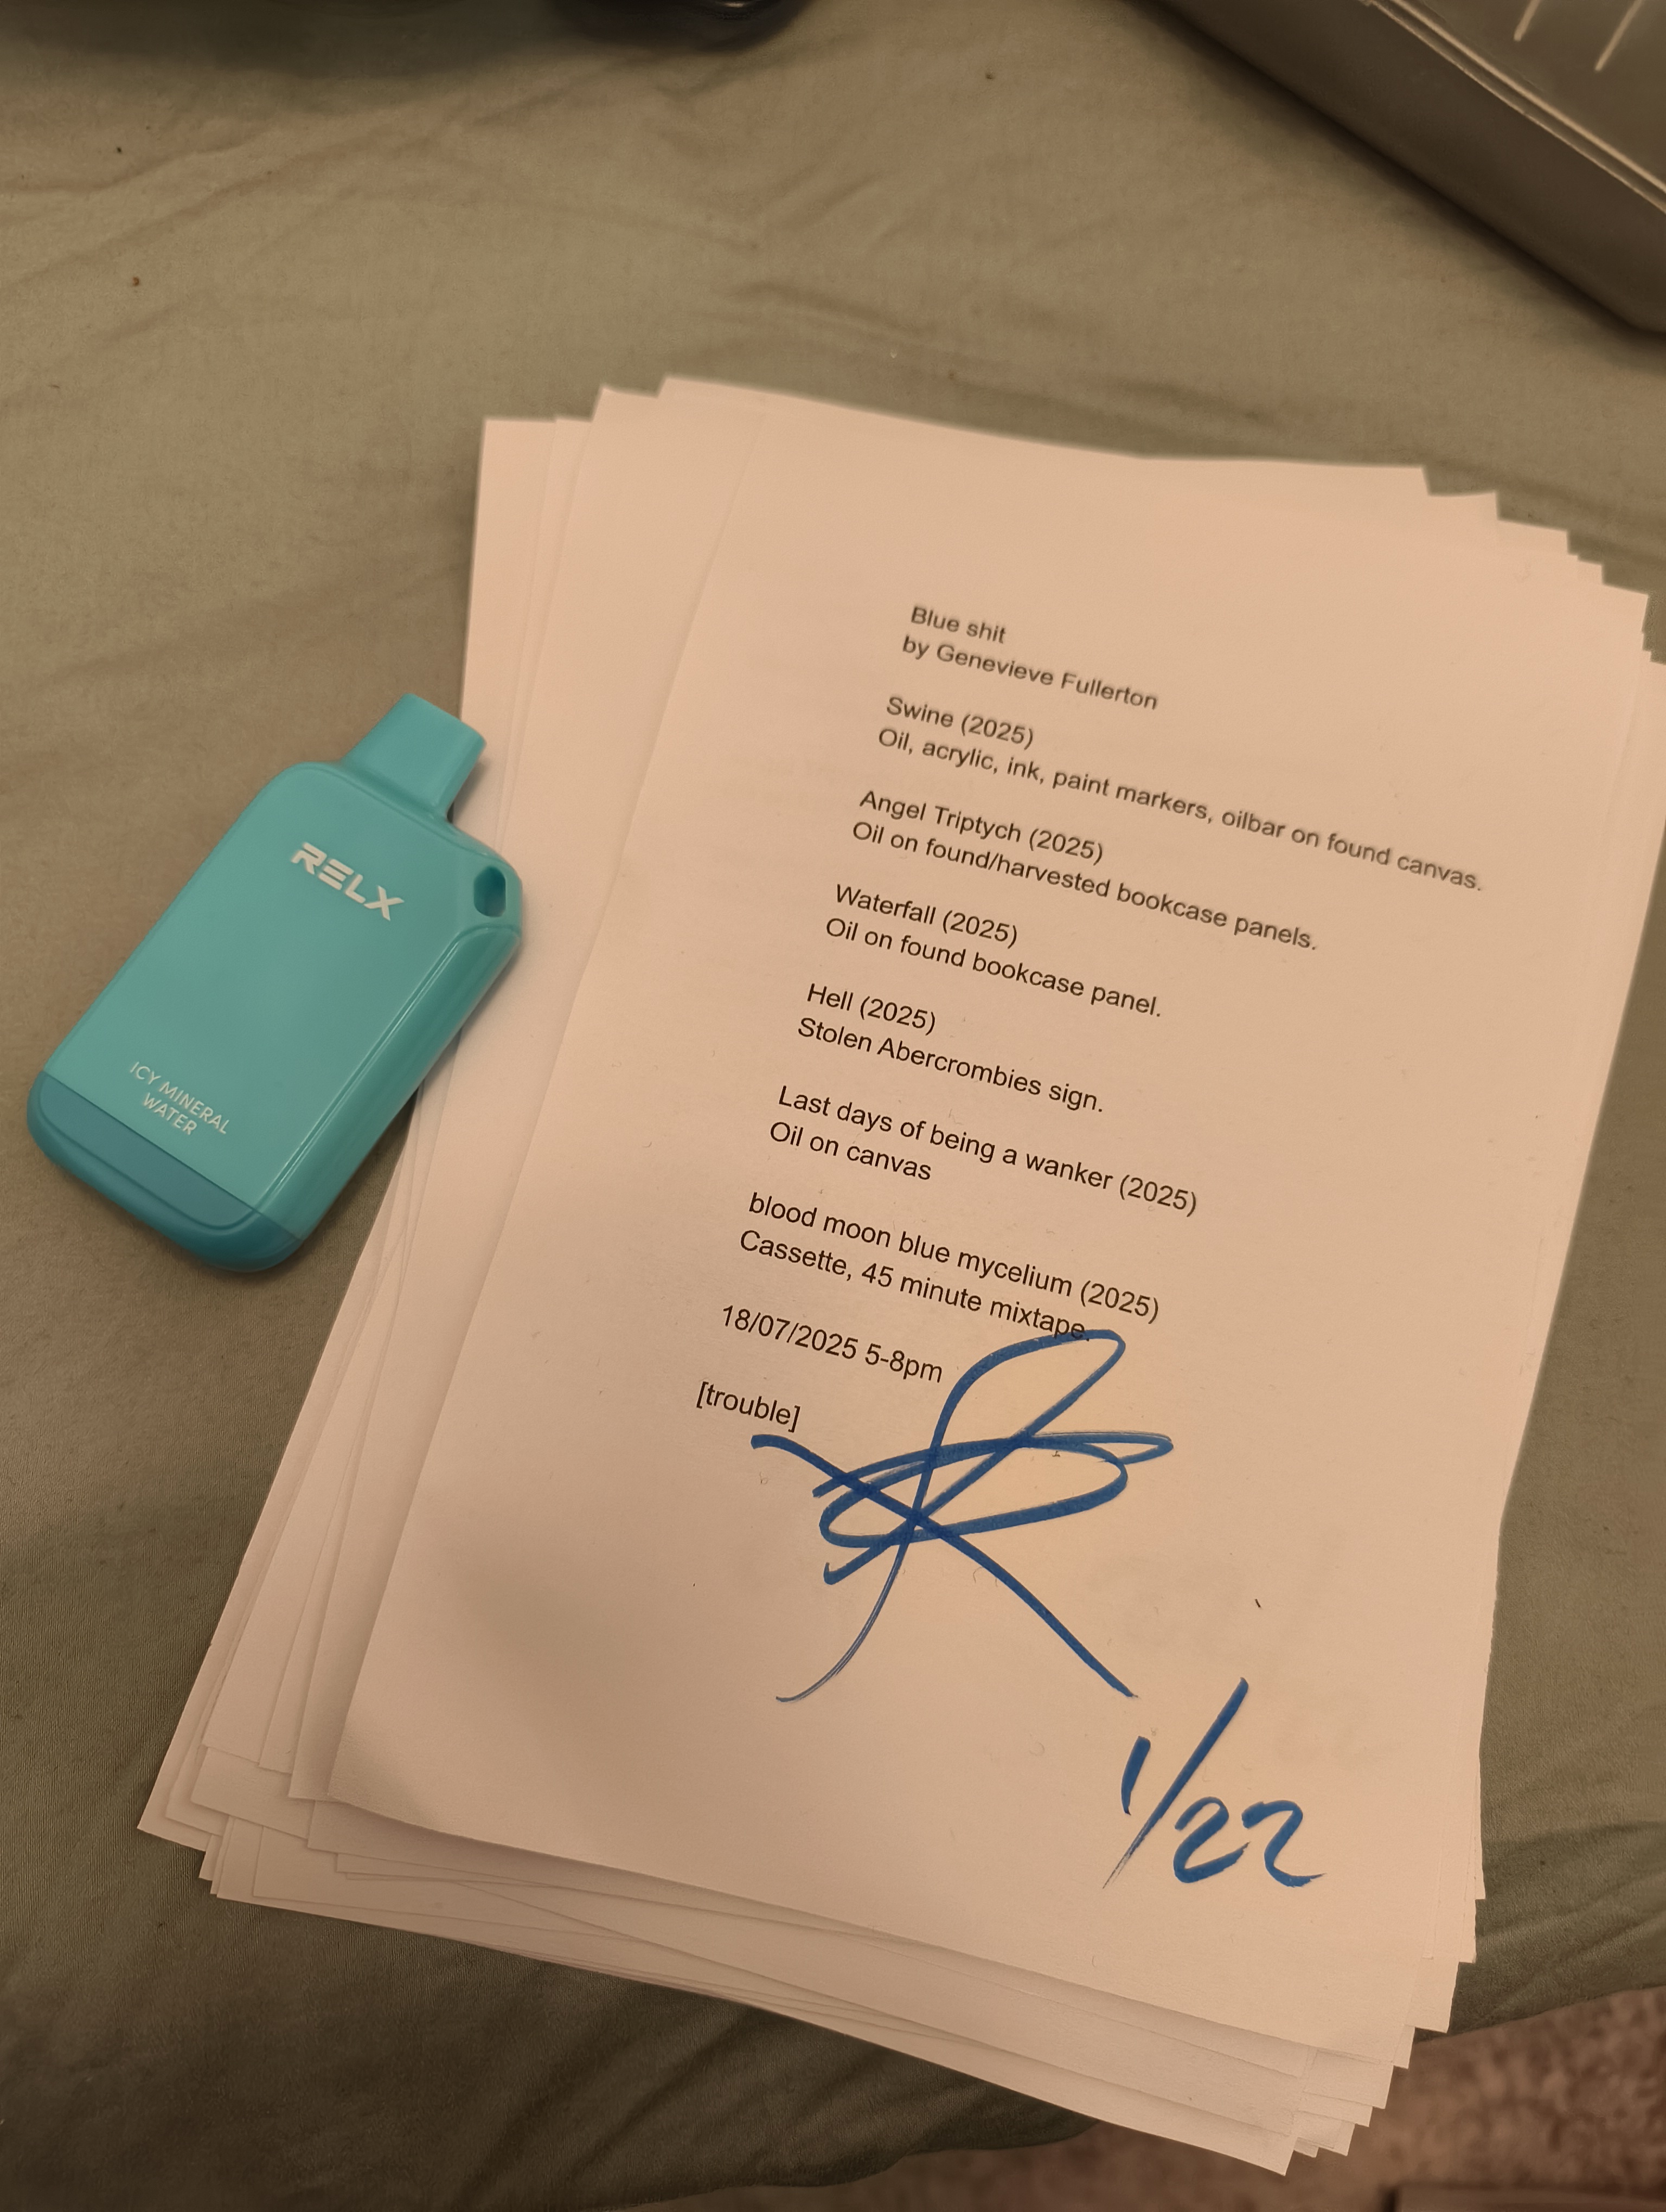 RELX
ICY MINERAL
WATER
Blue shit
by Genevieve Fullerton
Swine (2025)
Oil, acrylic, ink, paint markers, oilbar on found canvas.
Angel Triptych (2025)
Oil on found/harvested bookcase panels.
Waterfall (2025)
Oil on found bookcase panel.
Hell (2025)
Stolen Abercrombies sign.
Last days of being a wanker (2025)
Oil on canvas
blood moon blue mycelium (2025)
Cassette, 45 minute mixtape.
18/07/2025 5-8pm
[trouble]
1/22